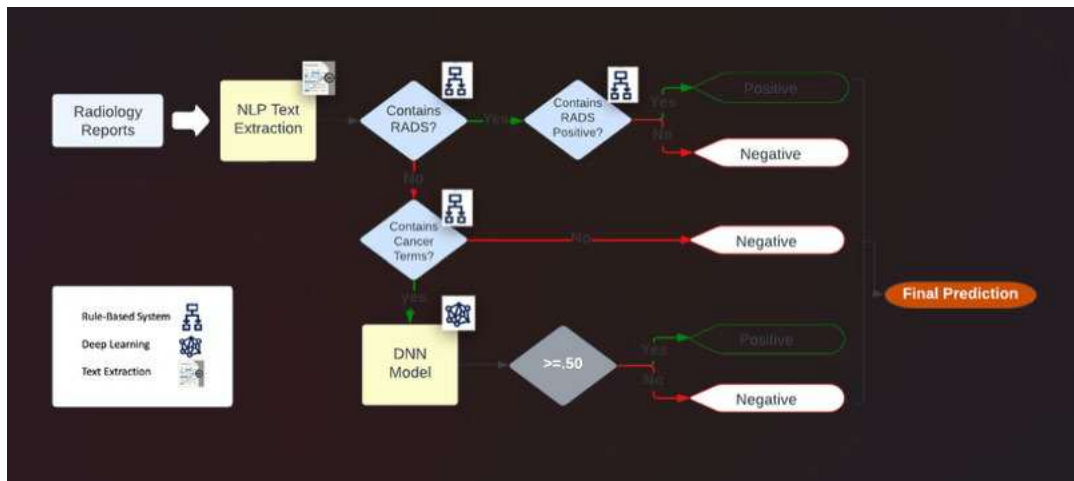 Radiology
Reports
NLP Text
Extraction
Contains
RADS?
Yes
Contains
RADS
Positive?
Yes
Positive
No
Negative
No
Contains
Cancer
Terms?
No
Negative
yes
Final Prediction
Rule-Based System
Deep Learning
Text Extraction
DNN
Model
>=.50
Yes
Positive
No
Negative